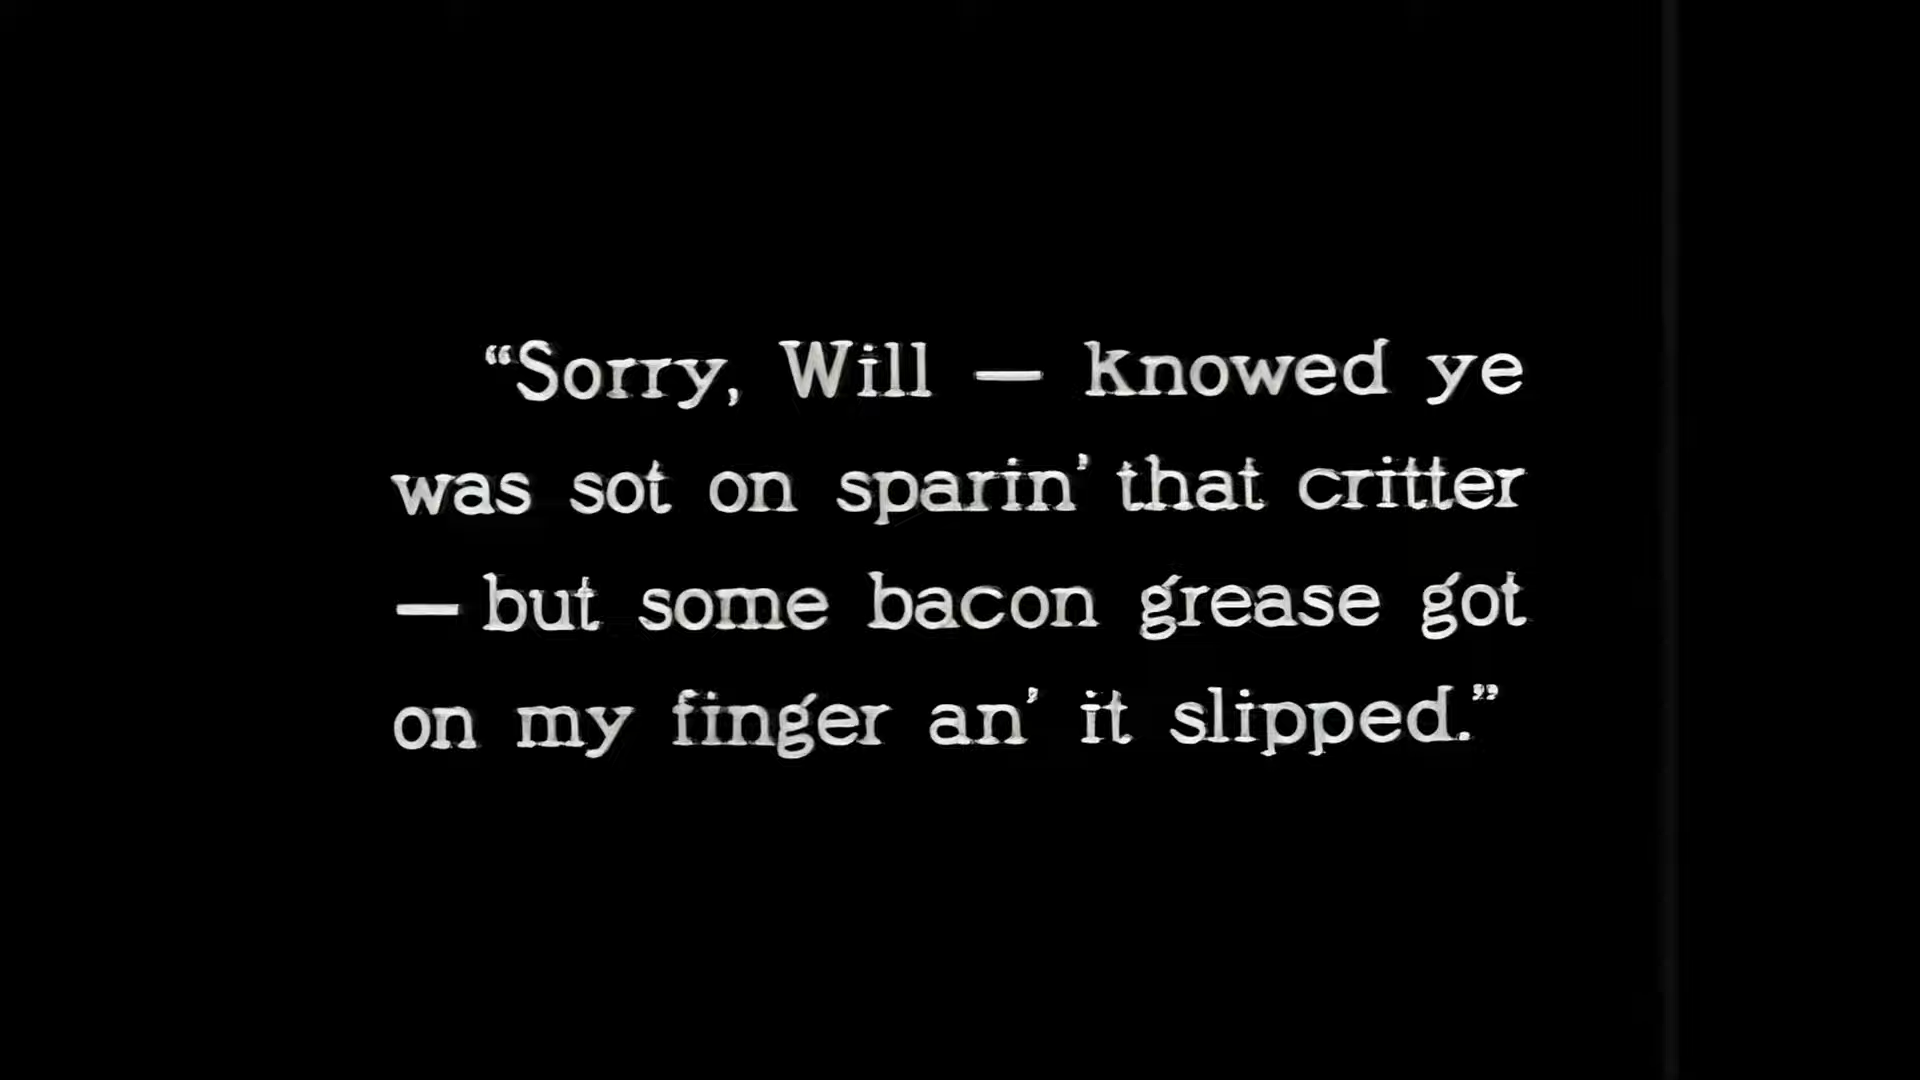 “Sorry, Will — knowed ye
was sot on sparin’ that critter
— but some bacon grease got
on my finger an’ it slipped.”